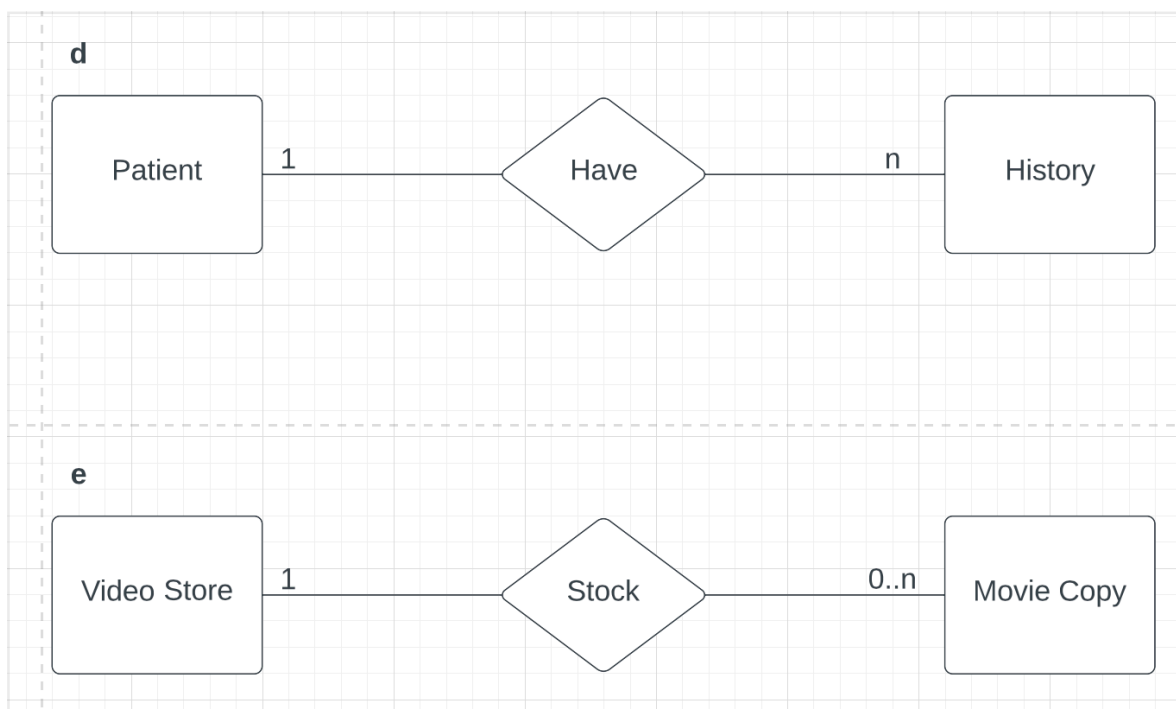 d
Patient
1
Have
n
History
e
Video Store
1
Stock
0..n
Movie Copy